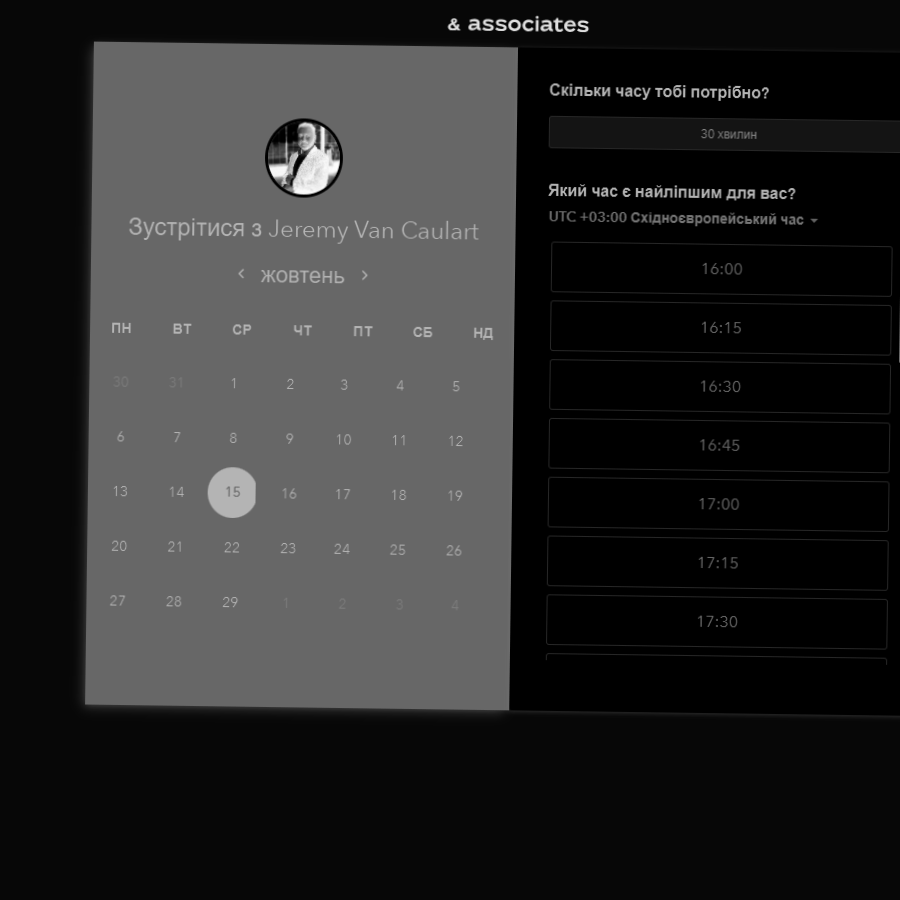 & associates
Зустрітися з Jeremy Van Caulart
жовтень
ПН ВТ СР ЧТ ПТ СБ НД
30 31 1 2 3 4 5
6 7 8 9 10 11 12
13 14 15 16 17 18 19
20 21 22 23 24 25 26
27 28 29 1 2 3 4
Скільки часу тобі потрібно?
30 хвилин
Який час є найліпшим для вас?
UTC +03:00 Східноєвропейський час
16:00
16:15
16:30
16:45
17:00
17:15
17:30